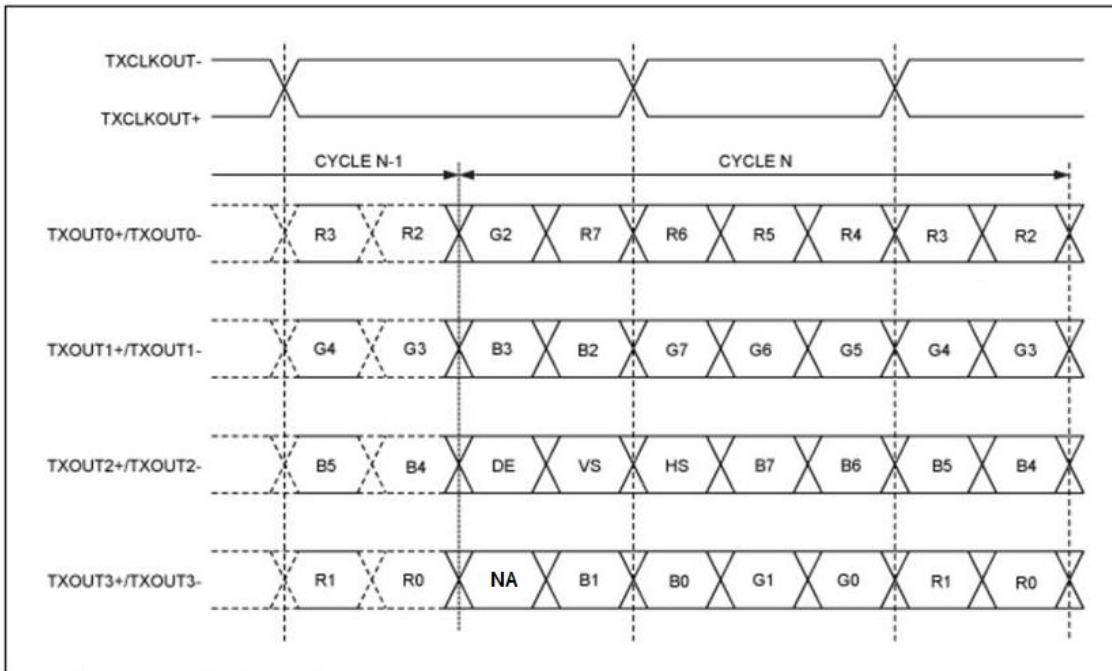 TXCLKOUT-
TXCLKOUT+
CYCLE N-1 CYCLE N
TXOUT0+/TXOUT0- R3 R2 G2 R7 R6 R5 R4 R3 R2
TXOUT1+/TXOUT1- G4 G3 B3 B2 G7 G6 G5 G4 G3
TXOUT2+/TXOUT2- B5 B4 DE VS HS B7 B6 B5 B4
TXOUT3+/TXOUT3- R1 R0 NA B1 B0 G1 G0 R1 R0